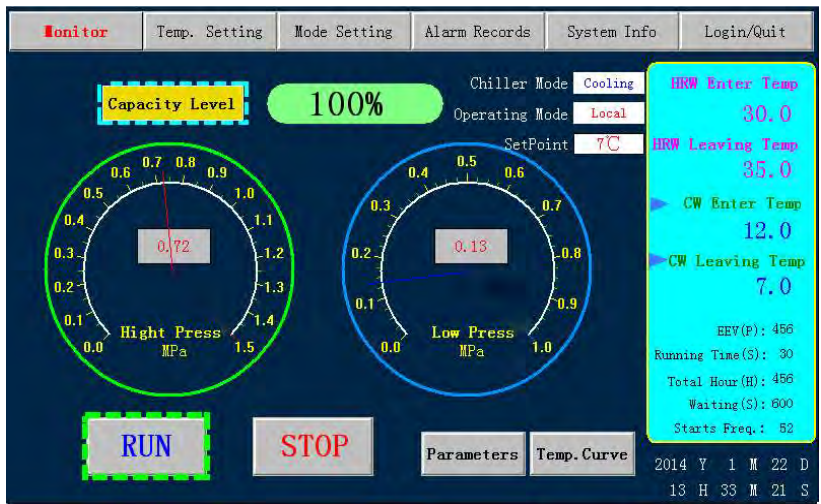 Monitor Temp. Setting Mode Setting Alarm Records System Info Login/Quit
Capacity Level 100%
Chiller Mode Cooling
Operating Mode Local
SetPoint 7℃
0.0 0.1 0.2 0.3 0.4 0.5 0.6 0.7 0.8 0.9 1.0 1.1 1.2 1.3 1.4 1.5
0.72
Hight Press
MPa
0.0 0.1 0.2 0.3 0.4 0.5 0.6 0.7 0.8 0.9 1.0
0.13
Low Press
MPa
HRW Enter Temp
30.0
HRW Leaving Temp
35.0
CW Enter Temp
12.0
CW Leaving Temp
7.0
EEV(P): 456
Running Time(S): 30
Total Hour(H): 456
Waiting(S): 600
Starts Freq.: 52
RUN STOP Parameters Temp.Curve
2014 Y 1 M 22 D
13 H 33 M 21 S